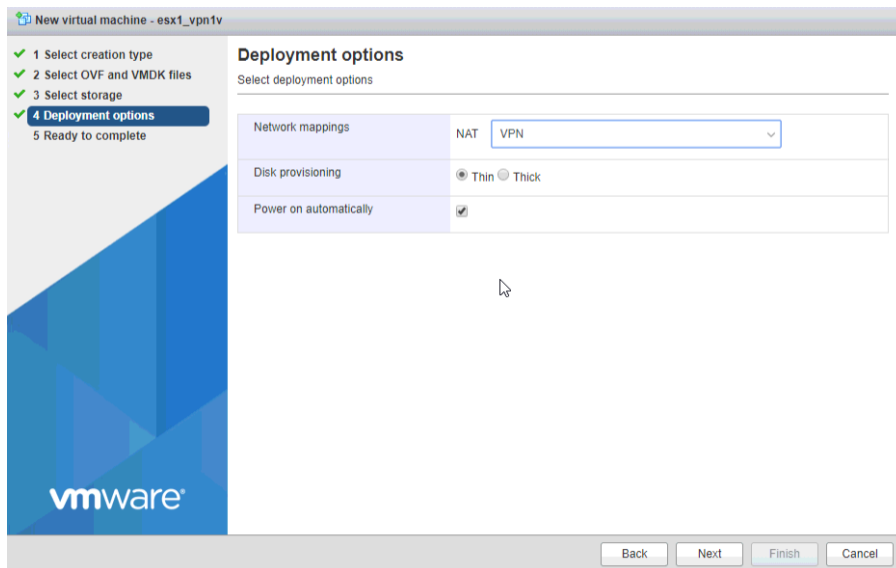 New virtual machine - esx1_vpn1v
1 Select creation type
2 Select OVF and VMDK files
3 Select storage
4 Deployment options
5 Ready to complete
Deployment options
Select deployment options
Network mappings
NAT VPN
Disk provisioning
Thin Thick
Power on automatically
vmware®
Back Next Finish Cancel